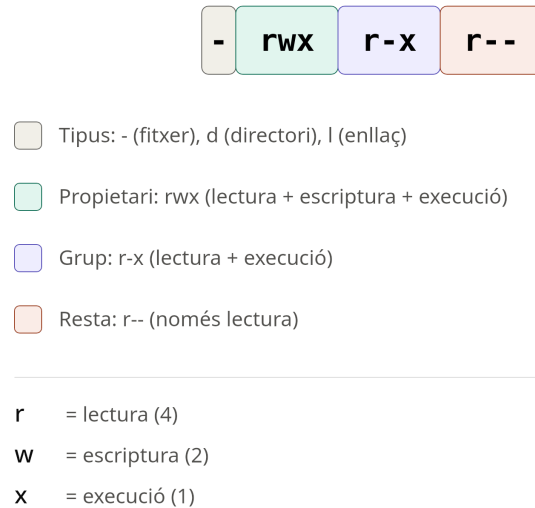 - rwx r-x r--
Tipus: - (fitxer), d (directori), l (enllaç)
Propietari: rwx (lectura + escriptura + execució)
Grup: r-x (lectura + execució)
Resta: r-- (només lectura)
r = lectura (4)
w = escriptura (2)
x = execució (1)